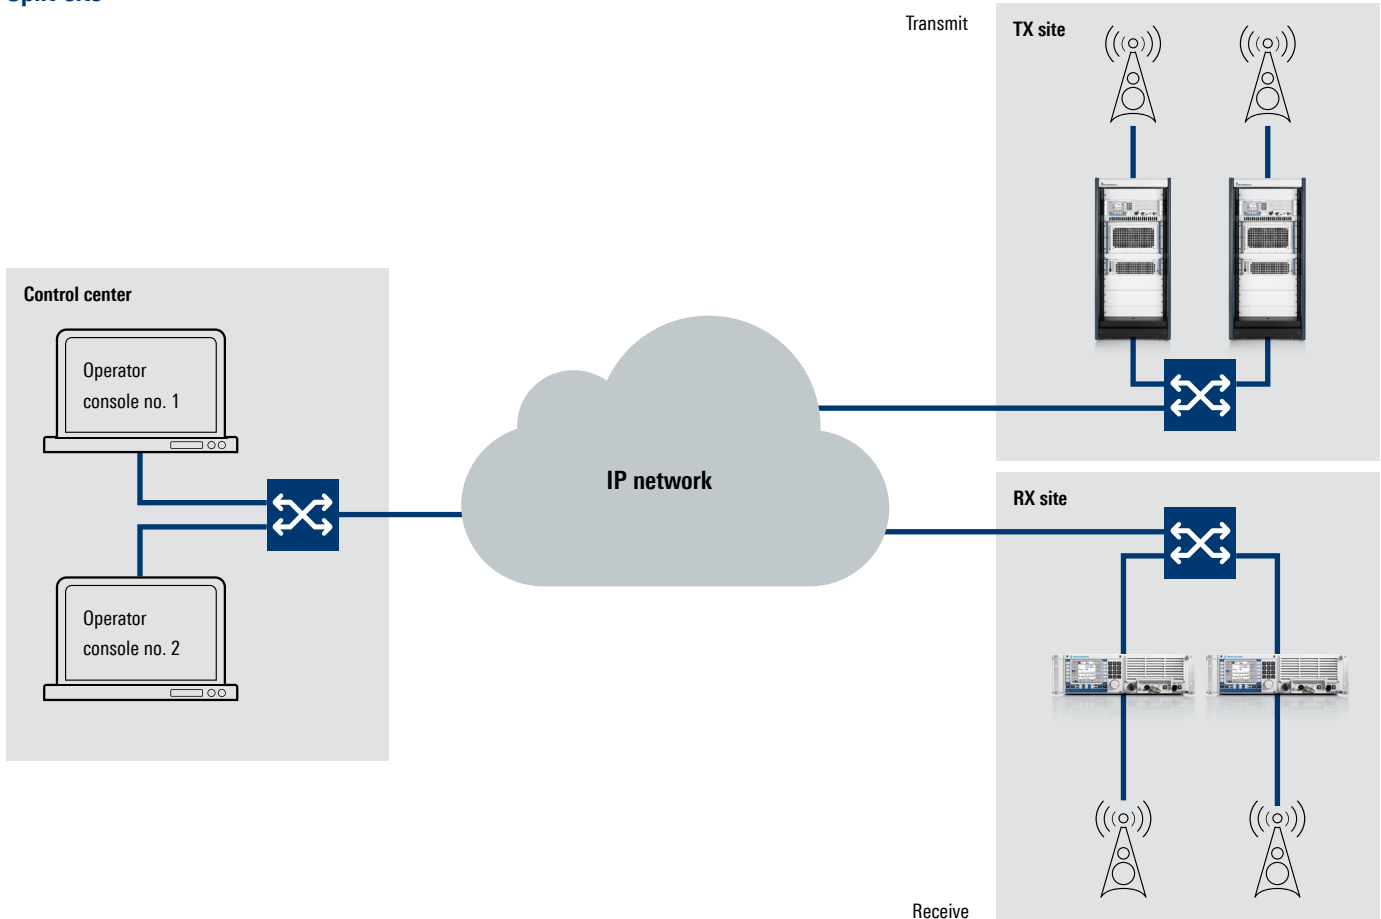 Transmit
TX site
Control center
Operator
console no. 1
IP network
RX site
Operator
console no. 2
Receive